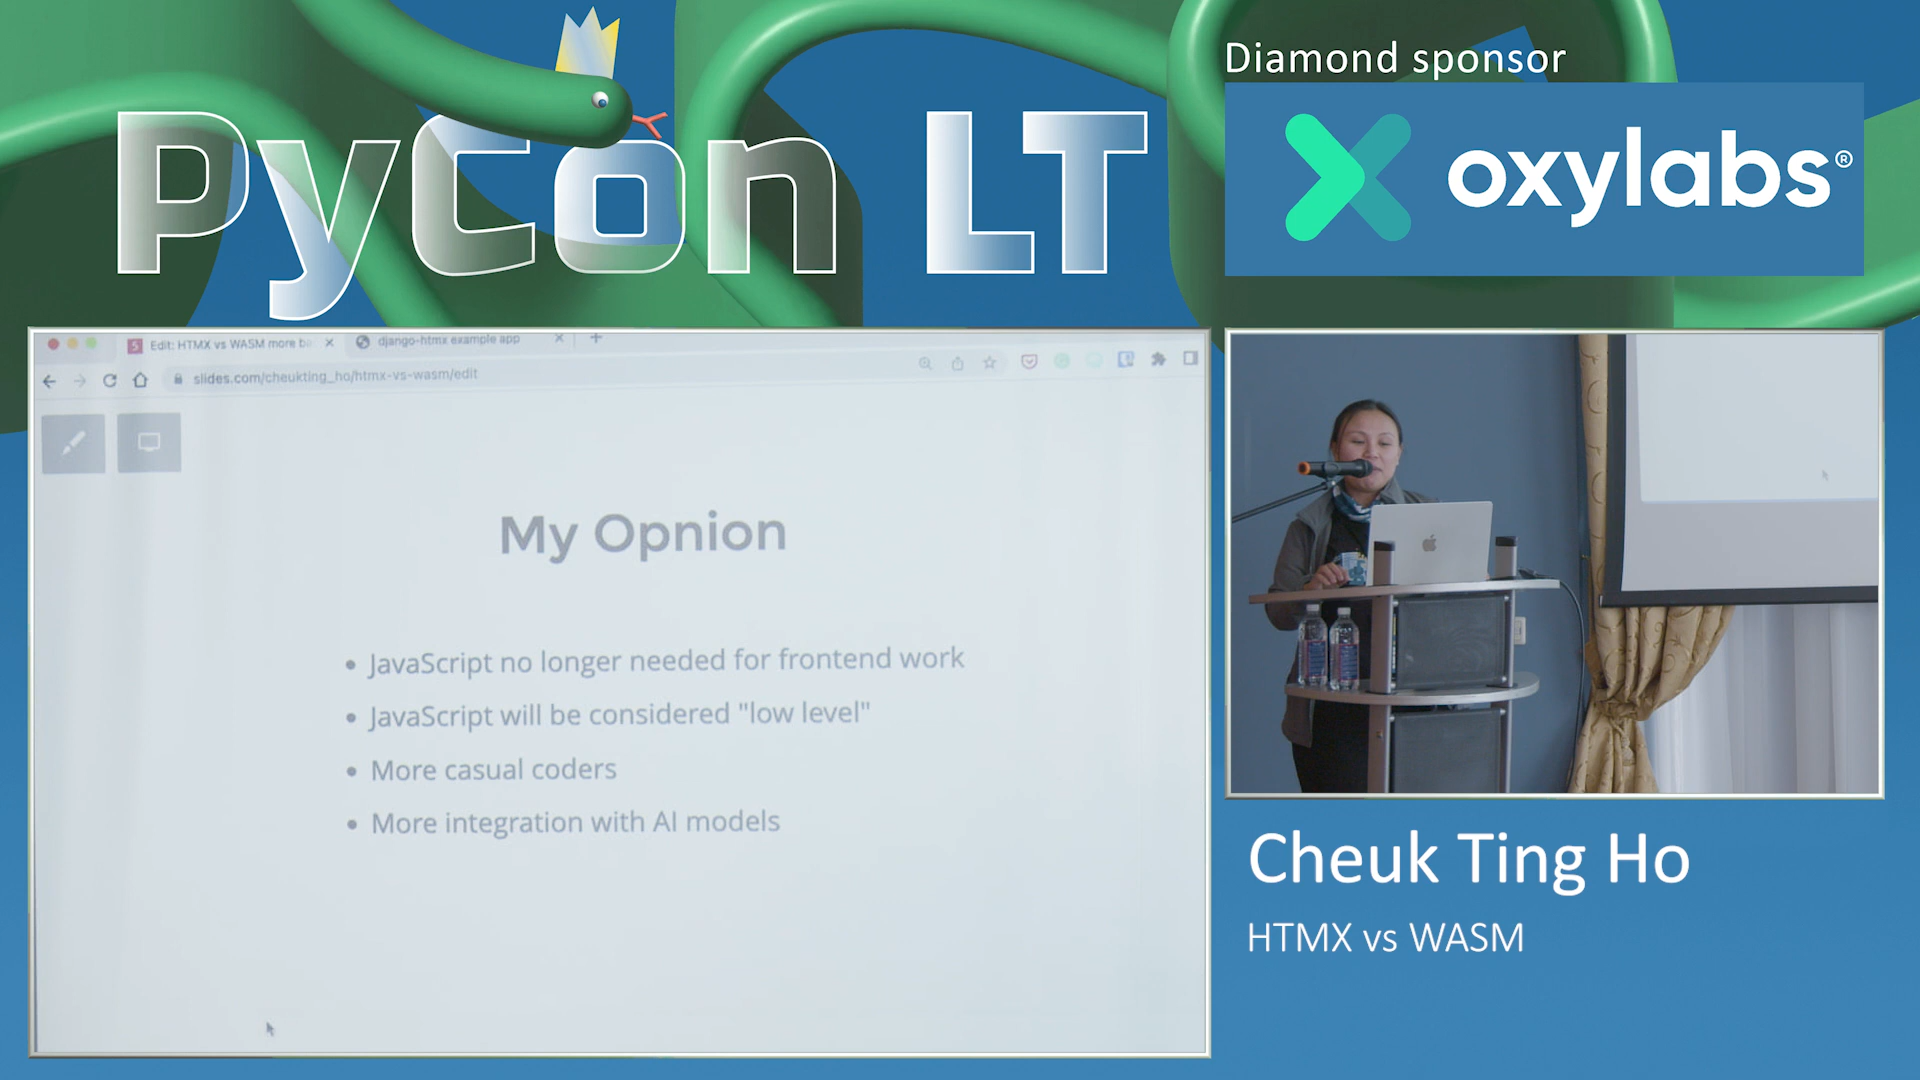 PyCon LT
Diamond sponsor
oxylabs®
Edit: HTMX vs WASM more be
django-htmx example app
slides.com/cheukting_ho/htmx-vs-wasm/edit
My Opnion
• JavaScript no longer needed for frontend work
• JavaScript will be considered "low level"
• More casual coders
• More integration with AI models
Cheuk Ting Ho
HTMX vs WASM